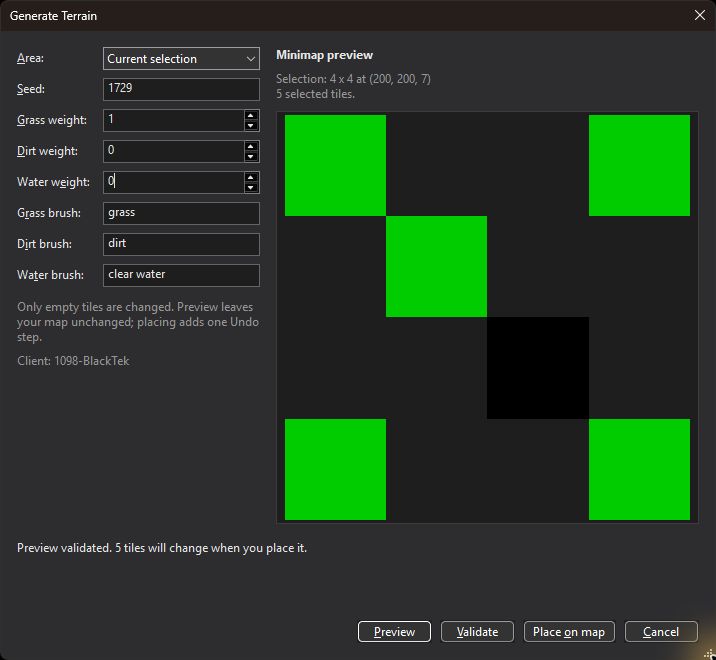 Generate Terrain
Area:
Current selection
Seed:
1729
Grass weight:
1
Dirt weight:
0
Water weight:
0
Grass brush:
grass
Dirt brush:
dirt
Water brush:
clear water
Only empty tiles are changed. Preview leaves
your map unchanged; placing adds one Undo
step.
Client: 1098-BlackTek
Minimap preview
Selection: 4 x 4 at (200, 200, 7)
5 selected tiles.
Preview validated. 5 tiles will change when you place it.
Preview
Validate
Place on map
Cancel